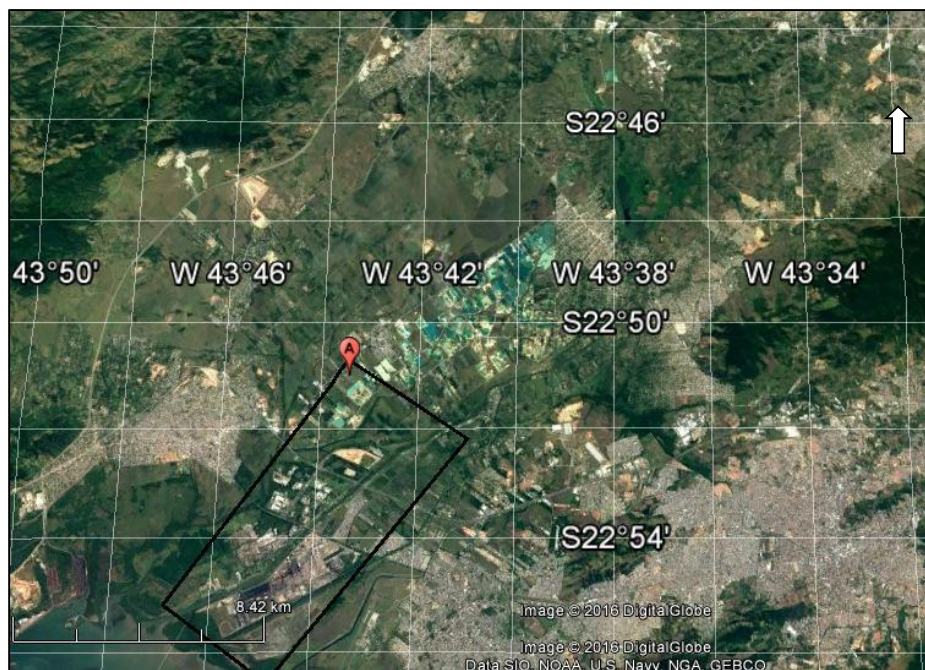 S22°46'
43°50'
W 43°46'
W 43°42'
W 43°38'
W 43°34'
S22°50'
A
S22°54'
8.42 km
Image © 2016 DigitalGlobe
Image © 2016 DigitalGlobe
Data SIO, NOAA, U.S. Navy, NGA, GEBCO